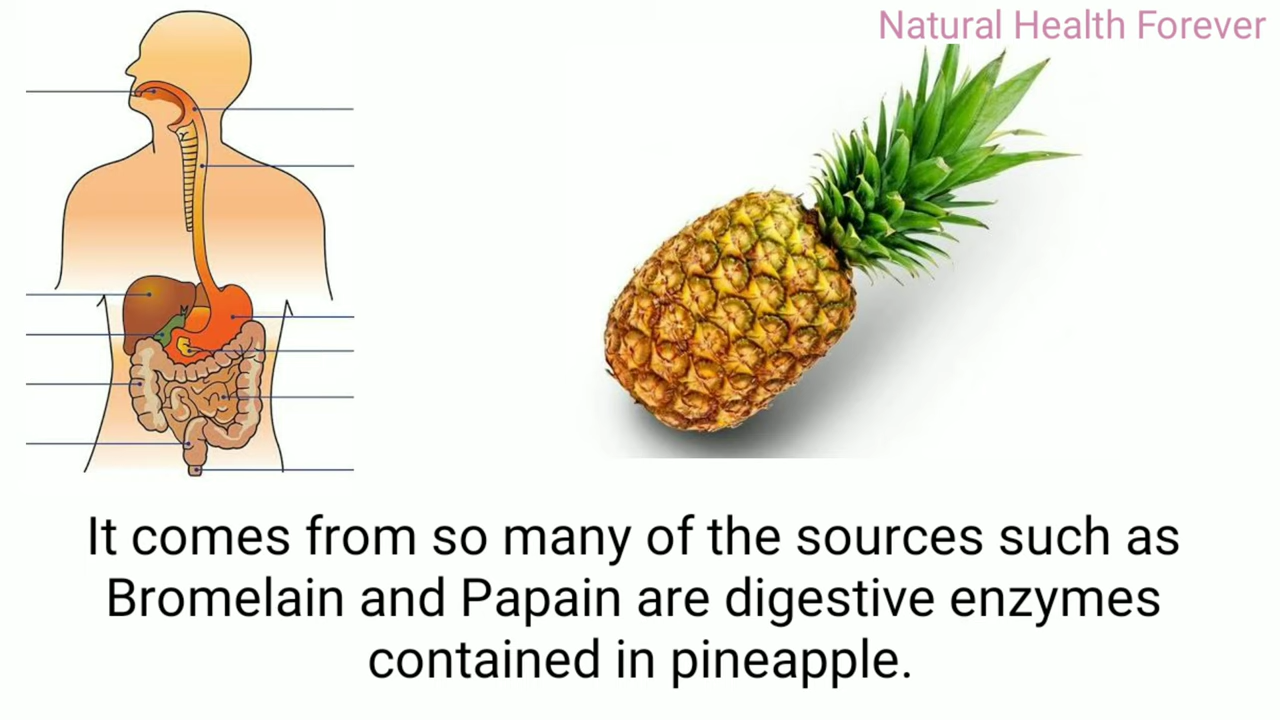 Natural Health Forever
It comes from so many of the sources such as
Bromelain and Papain are digestive enzymes
contained in pineapple.